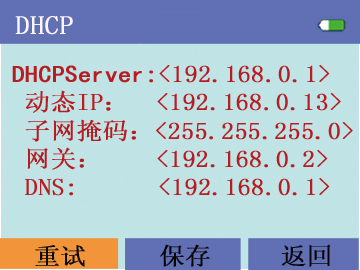 DHCP
DHCPServer:<192.168.0.1>
动态IP: <192.168.0.13>
子网掩码: <255.255.255.0>
网关: <192.168.0.2>
DNS: <192.168.0.1>
重试 保存 返回